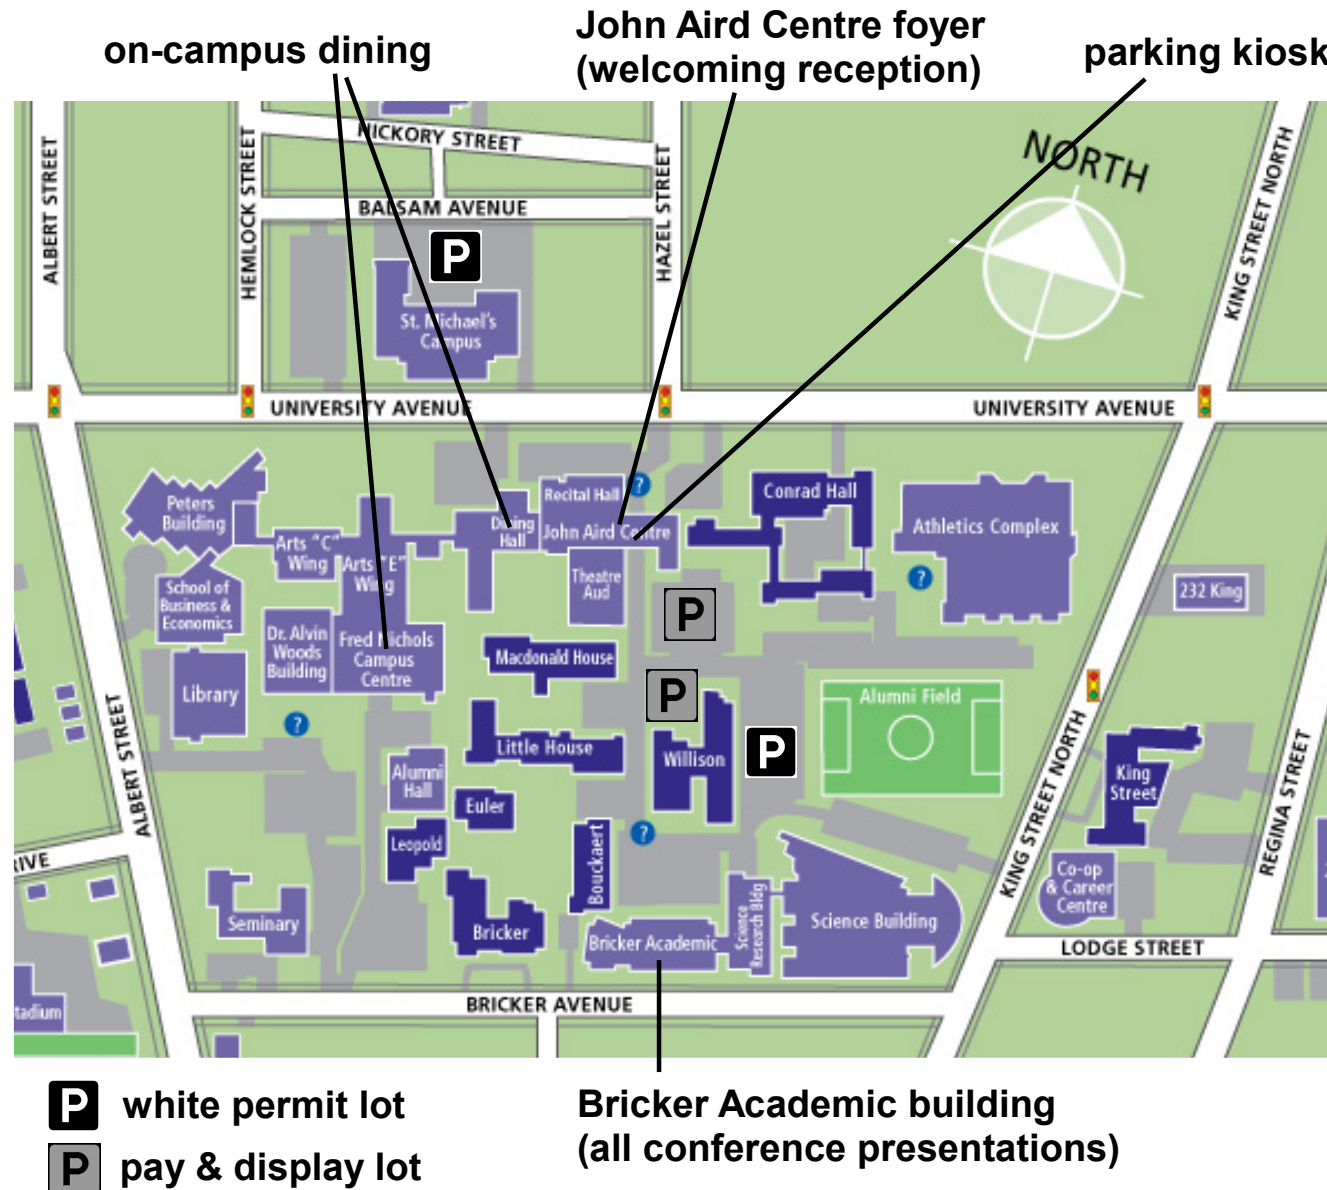 on-campus dining
John Aird Centre foyer
(welcoming reception)
parking kiosk
HICKORY STREET
NORTH
ALBERT STREET
HEMLOCK STREET
HAZEL STREET
KING STREET NORTH
BALSAM AVENUE
P
St. Michael's
Campus
UNIVERSITY AVENUE
UNIVERSITY AVENUE
Peters
Building
Recital Hall
?
Conrad Hall
Dining
Hall
John Aird Centre
Athletics Complex
Arts "C"
Wing
Arts "E"
Wing
Theatre
Aud
?
School of
Business &
Economics
232 King
P
Dr. Alvin
Woods
Building
Fred Nichols
Campus
Centre
Macdonald House
Library
P
Alumni Field
?
Little House
Willison
P
ALBERT STREET
Alumni
Hall
King
Street
KING STREET NORTH
REGINA STREET
Euler
?
Leopold
Bouckaert
IVE
Co-op
& Career
Centre
Seminary
Bricker
Bricker Academic
Science
Research Bldg
Science Building
LODGE STREET
tadium
BRICKER AVENUE
P white permit lot
P pay & display lot
Bricker Academic building
(all conference presentations)